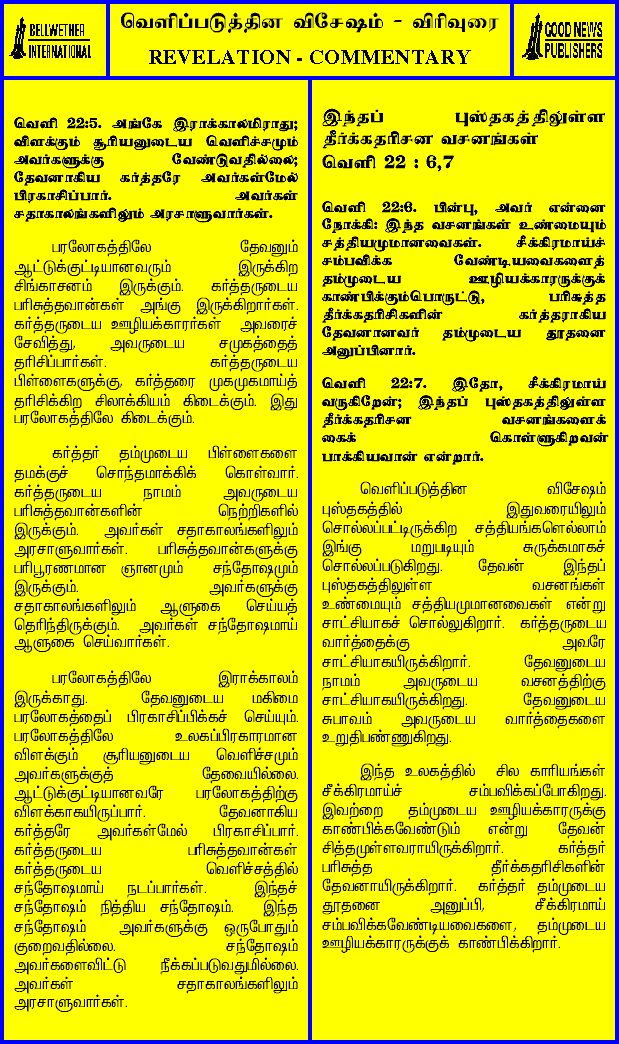 BELLWETHER
INTERNATIONAL
வெளிப்படுத்தின விசேஷம் - விரிவுரை
REVELATION - COMMENTARY
GOOD NEWS
PUBLISHERS
வெளி 22:5. அங்கே இராக்காலமிராது;
விளக்கும் சூரியனுடைய வெளிச்சமும்
அவர்களுக்கு வேண்டுவதில்லை;
தேவனாகிய கர்த்தரே அவர்கள்மேல்
பிரகாசிப்பார். அவர்கள்
சதாகாலங்களிலும் அரசாளுவார்கள்.
பரலோகத்திலே தேவனும்
ஆட்டுக்குட்டியானவரும் இருக்கிற
சிங்காசனம் இருக்கும். கர்த்தருடைய
பரிசுத்தவான்கள் அங்கு இருக்கிறார்கள்.
கர்த்தருடைய ஊழியக்காரர்கள் அவரைச்
சேவித்து, அவருடைய சமுகத்தைத்
தரிசிப்பார்கள். கர்த்தருடைய
பிள்ளைகளுக்கு, கர்த்தரை முகமுகமாய்த்
தரிசிக்கிற சிலாக்கியம் கிடைக்கும். இது
பரலோகத்திலே கிடைக்கும்.
கர்த்தர் தம்முடைய பிள்ளைகளை
தமக்குச் சொந்தமாக்கிக் கொள்வார்.
கர்த்தருடைய நாமம் அவருடைய
பரிசுத்தவான்களின் நெற்றிகளில்
இருக்கும். அவர்கள் சதாகாலங்களிலும்
அரசாளுவார்கள். பரிசுத்தவான்களுக்கு
பரிபூரணமான ஞானமும் சந்தோஷமும்
இருக்கும். அவர்களுக்கு
சதாகாலங்களிலும் ஆளுகை செய்யத்
தெரிந்திருக்கும். அவர்கள் சந்தோஷமாய்
ஆளுகை செய்வார்கள்.
பரலோகத்திலே இராக்காலம்
இருக்காது. தேவனுடைய மகிமை
பரலோகத்தைப் பிரகாசிப்பிக்கச் செய்யும்.
பரலோகத்திலே உலகப்பிரகாரமான
விளக்கும் சூரியனுடைய வெளிச்சமும்
அவர்களுக்குத் தேவையில்லை.
ஆட்டுக்குட்டியானவரே பரலோகத்திற்கு
விளக்காகயிருப்பார். தேவனாகிய
கர்த்தரே அவர்கள்மேல் பிரகாசிப்பார்.
கர்த்தருடைய பரிசுத்தவான்கள்
கர்த்தருடைய வெளிச்சத்தில்
சந்தோஷமாய் நடப்பார்கள். இந்தச்
சந்தோஷம் நித்திய சந்தோஷம். இந்த
சந்தோஷம் அவர்களுக்கு ஒருபோதும்
குறைவதில்லை. சந்தோஷம்
அவர்களைவிட்டு நீக்கப்படுவதுமில்லை.
அவர்கள் சதாகாலங்களிலும்
அரசாளுவார்கள்.
இந்தப் புஸ்தகத்திலுள்ள
தீர்க்கதரிசன வசனங்கள்
வெளி 22 : 6,7
வெளி 22:6. பின்பு, அவர் என்னை
நோக்கி: இந்த வசனங்கள் உண்மையும்
சத்தியமுமானவைகள். சீக்கிரமாய்ச்
சம்பவிக்க வேண்டியவைகளைத்
தம்முடைய ஊழியக்காரருக்குக்
காண்பிக்கும்பொருட்டு, பரிசுத்த
தீர்க்கதரிசிகளின் கர்த்தராகிய
தேவனானவர் தம்முடைய தூதனை
அனுப்பினார்.
வெளி 22:7. இதோ, சீக்கிரமாய்
வருகிறேன்; இந்தப் புஸ்தகத்திலுள்ள
தீர்க்கதரிசன வசனங்களைக்
கைக் கொள்ளுகிறவன்
பாக்கியவான் என்றார்.
வெளிப்படுத்தின விசேஷம்
புஸ்தகத்தில் இதுவரையிலும்
சொல்லப்பட்டிருக்கிற சத்தியங்களெல்லாம்
இங்கு மறுபடியும் சுருக்கமாகச்
சொல்லப்படுகிறது. தேவன் இந்தப்
புஸ்தகத்திலுள்ள வசனங்கள்
உண்மையும் சத்தியமுமானவைகள் என்று
சாட்சியாகச் சொல்லுகிறார். கர்த்தருடைய
வார்த்தைக்கு அவரே
சாட்சியாகயிருக்கிறார். தேவனுடைய
நாமம் அவருடைய வசனத்திற்கு
சாட்சியாகயிருக்கிறது. தேவனுடைய
சுபாவம் அவருடைய வார்த்தைகளை
உறுதிபண்ணுகிறது.
இந்த உலகத்தில் சில காரியங்கள்
சீக்கிரமாய்ச் சம்பவிக்கப்போகிறது.
இவற்றை தம்முடைய ஊழியக்காரருக்கு
காண்பிக்கவேண்டும் என்று தேவன்
சித்தமுள்ளவராயிருக்கிறார். கர்த்தர்
பரிசுத்த தீர்க்கதரிசிகளின்
தேவனாயிருக்கிறார். கர்த்தர் தம்முடைய
தூதனை அனுப்பி, சீக்கிரமாய்
சம்பவிக்கவேண்டியவைகளை, தம்முடைய
ஊழியக்காரருக்குக் காண்பிக்கிறார்.